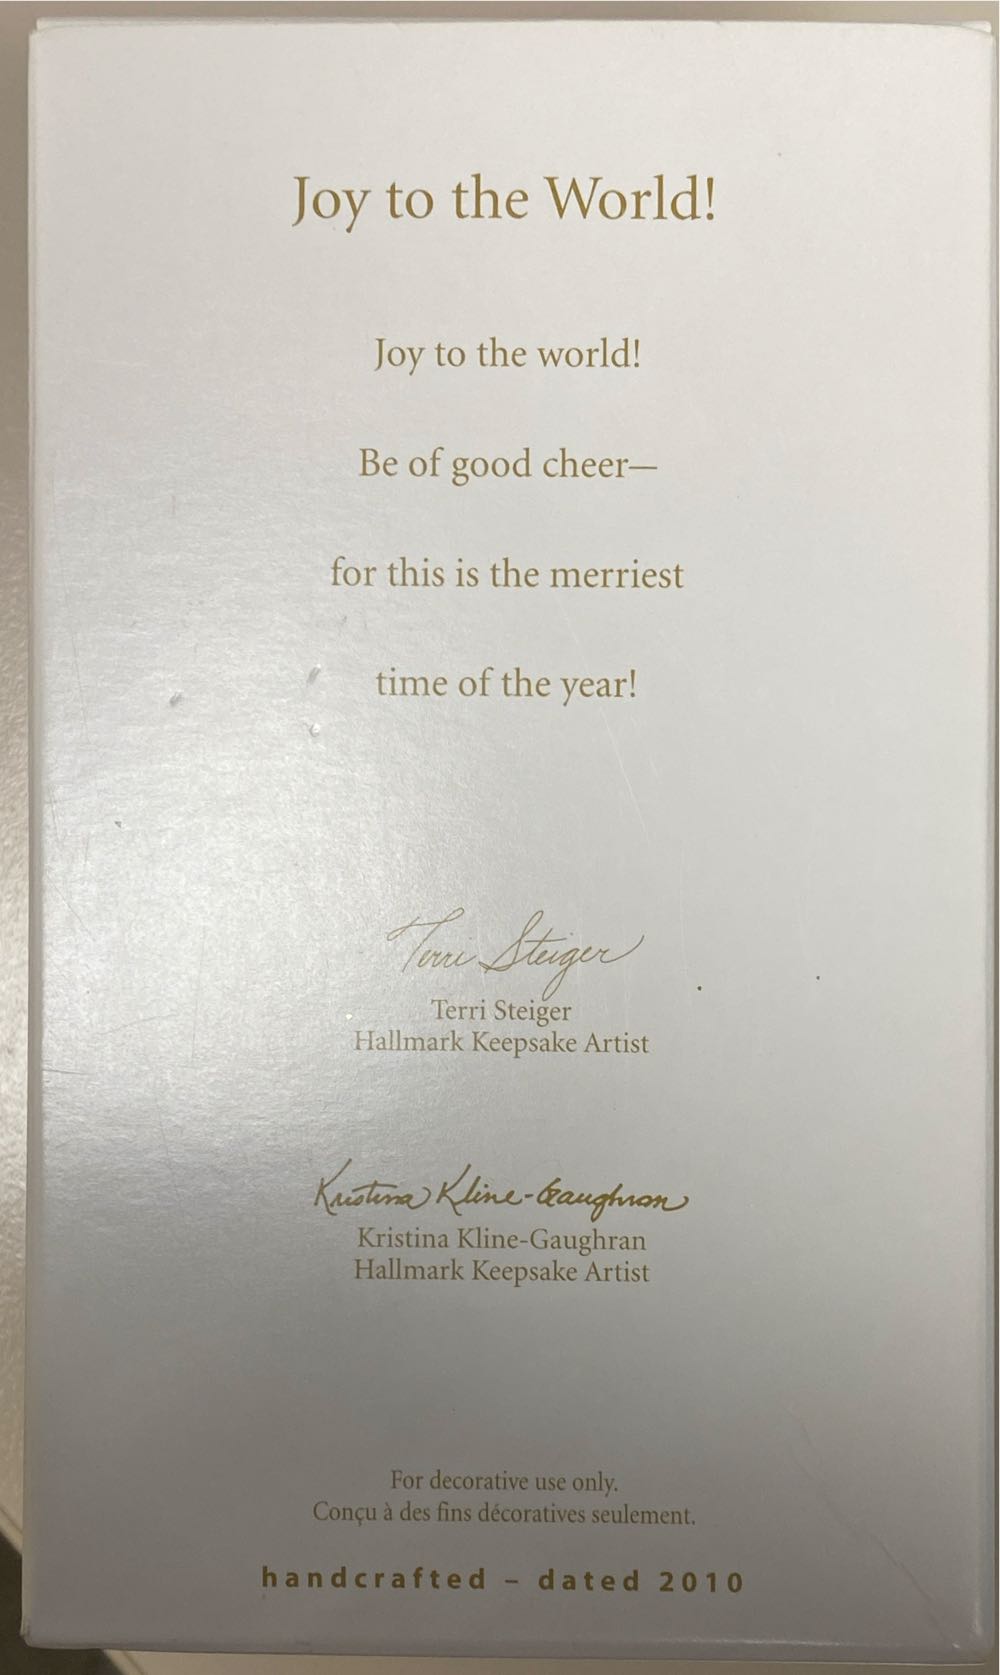 Joy to the World!
Joy to the world!
Be of good cheer—
for this is the merriest
time of the year!
Terri Steiger
Terri Steiger
Hallmark Keepsake Artist
Kristina Kline-Gaughran
Kristina Kline-Gaughran
Hallmark Keepsake Artist
For decorative use only.
Conçu à des fins décoratives seulement.
handcrafted – dated 2010